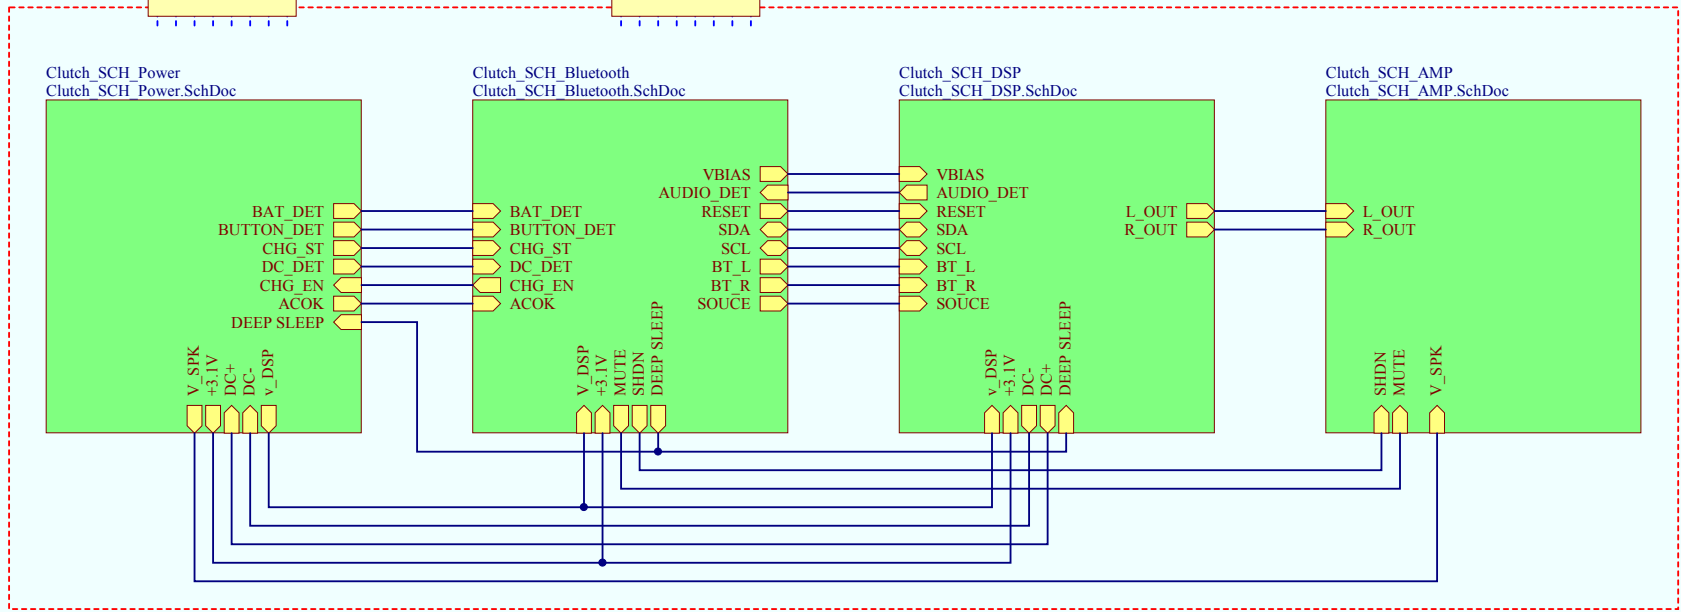 Clutch_SCH_Power
Clutch_SCH_Power.SchDoc
BAT_DET
BUTTON_DET
CHG_ST
DC_DET
CHG_EN
ACOK
DEEP SLEEP
V_SPK
+3.1V
DC+
DC-
v_DSP
Clutch_SCH_Bluetooth
Clutch_SCH_Bluetooth.SchDoc
BAT_DET
BUTTON_DET
CHG_ST
DC_DET
CHG_EN
ACOK
VBIAS
AUDIO_DET
RESET
SDA
SCL
BT_L
BT_R
SOUCE
V_DSP
+3.1V
MUTE
SHDN
DEEP SLEEP
Clutch_SCH_DSP
Clutch_SCH_DSP.SchDoc
VBIAS
AUDIO_DET
RESET
SDA
SCL
BT_L
BT_R
SOUCE
L_OUT
R_OUT
v_DSP
+3.1V
DC-
DC+
DEEP SLEEP
Clutch_SCH_AMP
Clutch_SCH_AMP.SchDoc
L_OUT
R_OUT
SHDN
MUTE
V_SPK